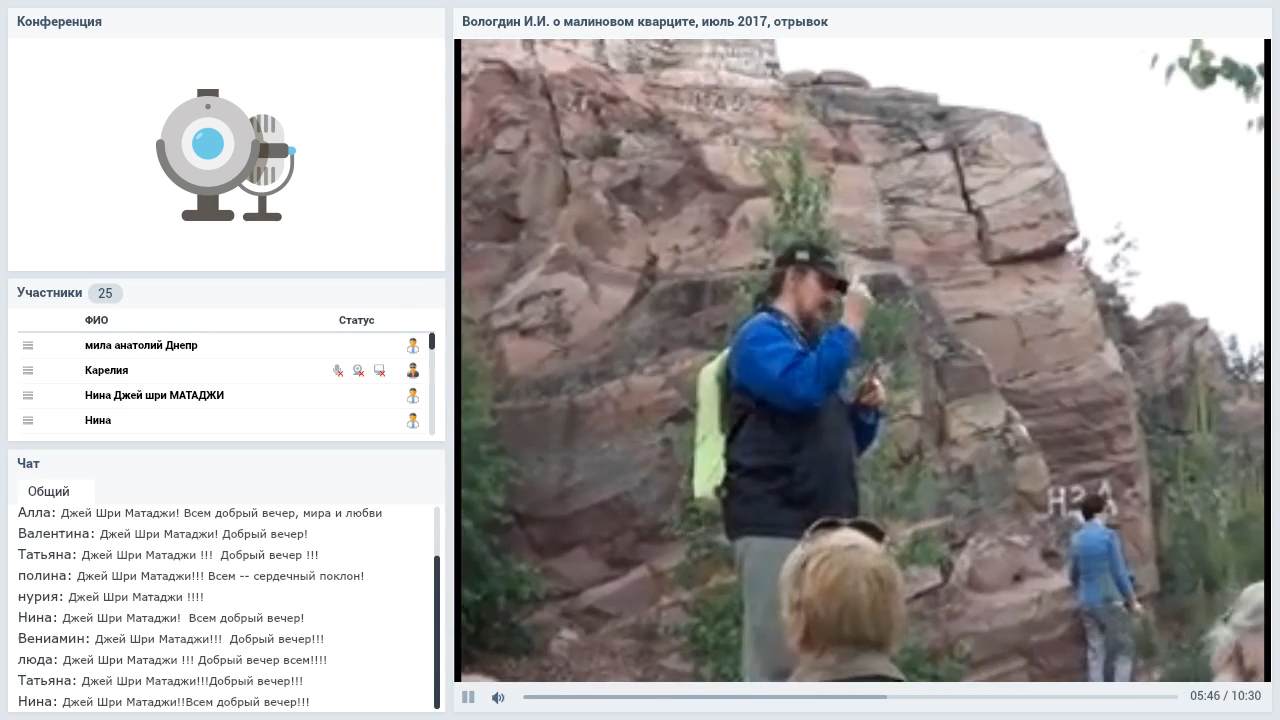 Конференция
Участники 25
ФИО Статус
мила анатолий Днепр
Карелия
Нина Джей шри МАТАДЖИ
Нина
Чат
Общий
Алла: Джей Шри Матаджи! Всем добрый вечер, мира и любви
Валентина: Джей Шри Матаджи! Добрый вечер!
Татьяна: Джей Шри Матаджи !!! Добрый вечер !!!
полина: Джей Шри Матаджи!!! Всем -- сердечный поклон!
нурия: Джей Шри Матаджи !!!!
Нина: Джей Шри Матаджи! Всем добрый вечер!
Вениамин: Джей Шри Матаджи!!! Добрый вечер!!!
люда: Джей Шри Матаджи !!! Добрый вечер всем!!!!
Татьяна: Джей Шри Матаджи!!!Добрый вечер!!!
Нина: Джей Шри Матаджи!!Всем добрый вечер!!!
Вологдин И.И. о малиновом кварците, июль 2017, отрывок
05:46 / 10:30